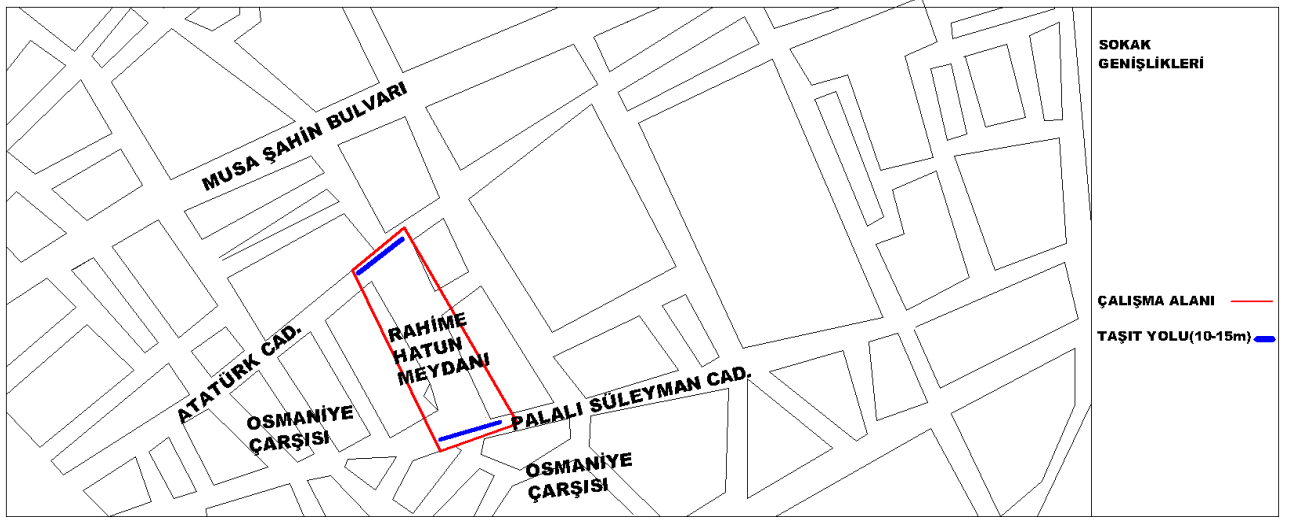 MUSA ŞAHİN BULVARI
ATATÜRK CAD.
RAHİME
HATUN
MEYDANI
OSMANİYE
ÇARŞISI
PALALI SÜLEYMAN CAD.
OSMANİYE
ÇARŞISI
SOKAK
GENİŞLİKLERİ
ÇALIŞMA ALANI
TAŞIT YOLU(10-15m)